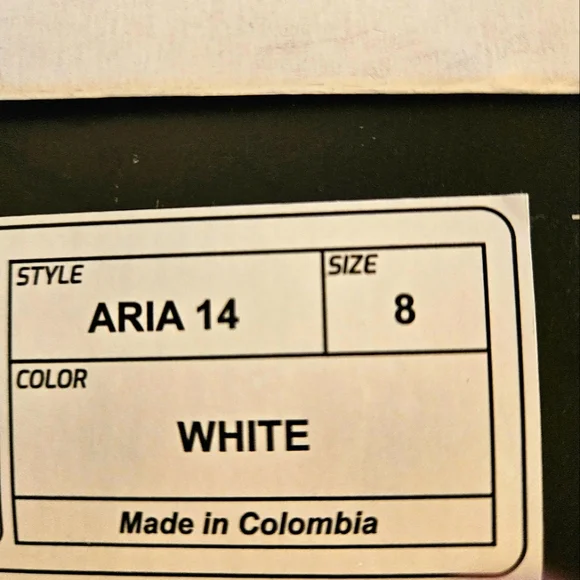 STYLE
ARIA 14
SIZE
8
COLOR
WHITE
Made in Colombia